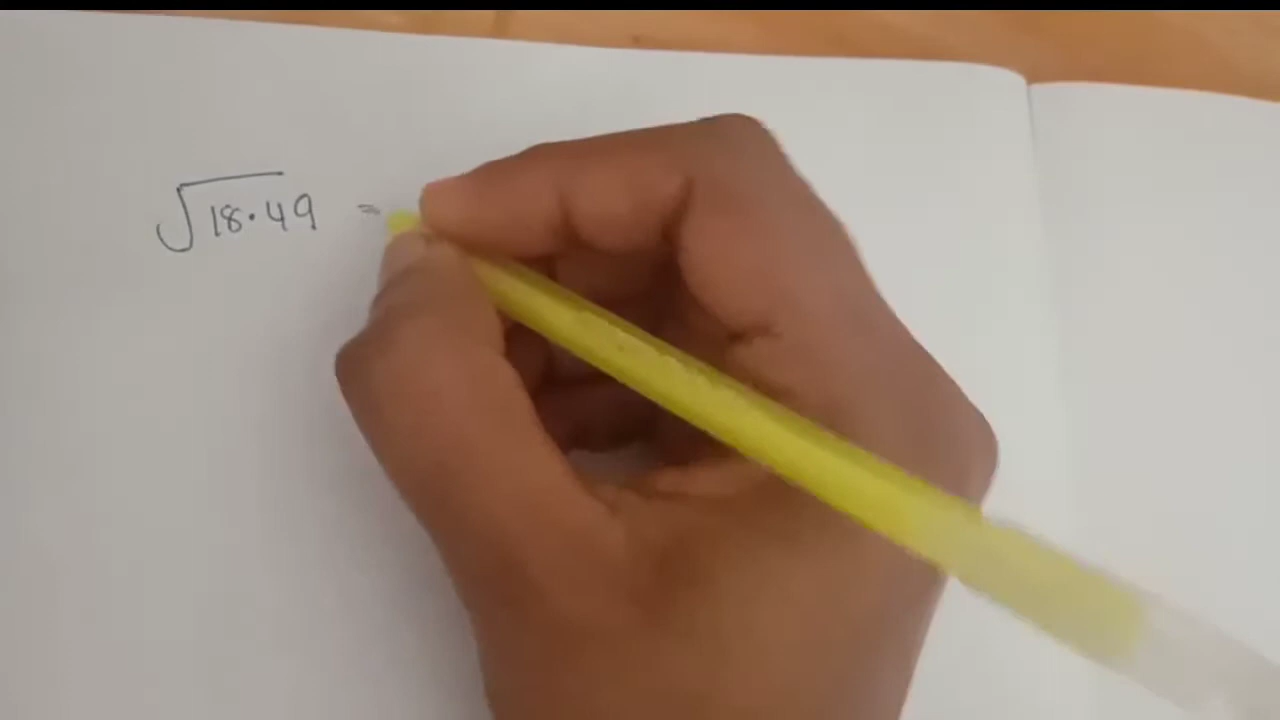 √18.49 =